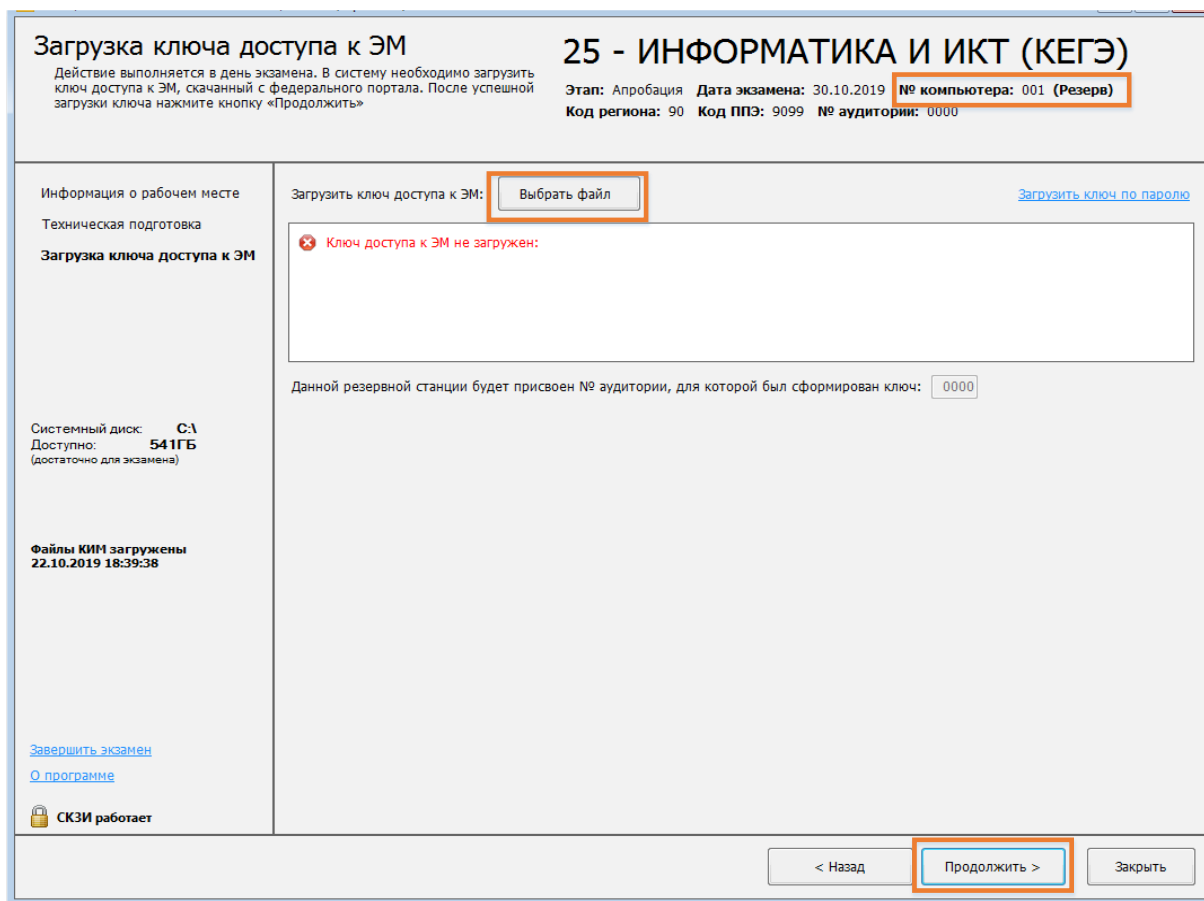 Загрузка ключа доступа к ЭМ
Действие выполняется в день экзамена. В систему необходимо загрузить
ключ доступа к ЭМ, скачанный с федерального портала. После успешной
загрузки ключа нажмите кнопку «Продолжить»
25 - ИНФОРМАТИКА И ИКТ (КЕГЭ)
Этап: Апробация Дата экзамена: 30.10.2019 № компьютера: 001 (Резерв)
Код региона: 90 Код ППЭ: 9099 № аудитории: 0000
Информация о рабочем месте
Техническая подготовка
Загрузка ключа доступа к ЭМ
Системный диск: C:\
Доступно: 541ГБ
(достаточно для экзамена)
Файлы КИМ загружены
22.10.2019 18:39:38
Завершить экзамен
О программе
СКЗИ работает
Загрузить ключ доступа к ЭМ: Выбрать файл Загрузить ключ по паролю
Ключ доступа к ЭМ не загружен:
Данной резервной станции будет присвоен № аудитории, для которой был сформирован ключ: 0000
< Назад Продолжить > Закрыть